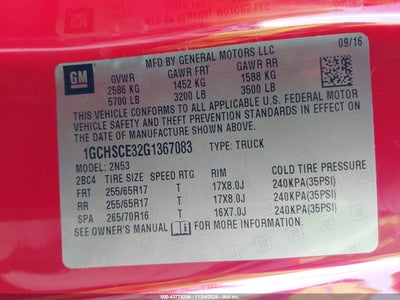 09/16
MFD BY GENERAL MOTORS LLC
GM
GVWR GAWR FRT GAWR RR
2586 KG 1452 KG 1588 KG
5700 LB 3200 LB 3500 LB
THIS VEHICLE CONFORMS TO ALL APPLICABLE U.S. FEDERAL MOTOR
VEHICLE SAFETY, BUMPER, AND THEFT PREVENTION STANDARDS IN
EFFECT ON THE DATE OF MANUFACTURE SHOWN ABOVE.
1GCHSCE32G1367083 TYPE: TRUCK
MODEL: 2N53
2BC4 TIRE SIZE SPEED RTG RIM COLD TIRE PRESSURE
FRT 255/65R17 T 17X8.0J 240KPA(35PSI)
RR 255/65R17 T 17X8.0J 240KPA(35PSI)
SPA 265/70R16 T 16X7.0J 240KPA(35PSI)
SEE OWNER'S MANUAL FOR ADDITIONAL INFORMATION.